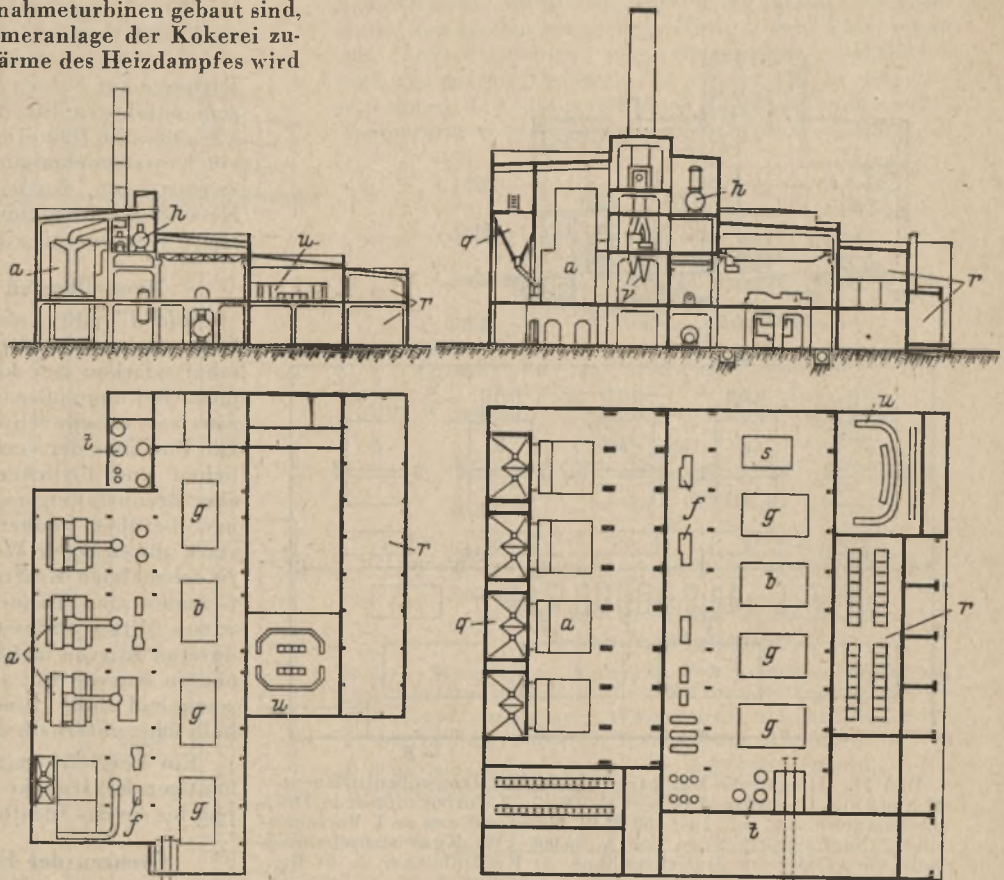 nahmeturbinen gebaut sind,
meranlage der Kokerei zu-
ärme des Heizdampfes wird
h
h
u
q
a
a
r
v
r
u
t
s
g
f
g
r
b
b
q
a
r
a
g
g
u
g
f
g
t